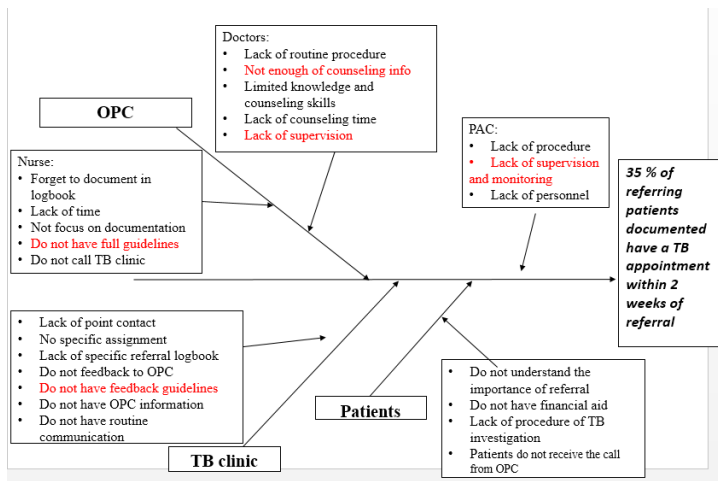 Doctors:
• Lack of routine procedure
• Not enough of counseling info
• Limited knowledge and
counseling skills
• Lack of counseling time
• Lack of supervision
OPC
Nurse:
• Forget to document in
logbook
• Lack of time
• Not focus on documentation
• Do not have full guidelines
• Do not call TB clinic
PAC:
• Lack of procedure
• Lack of supervision
and monitoring
• Lack of personnel
35 % of
referring
patients
documented
have a TB
appointment
within 2
weeks of
referral
• Lack of point contact
• No specific assignment
• Lack of specific referral logbook
• Do not feedback to OPC
• Do not have feedback guidelines
• Do not have OPC information
• Do not have routine
communication
TB clinic
Patients
• Do not understand the
importance of referral
• Do not have financial aid
• Lack of procedure of TB
investigation
• Patients do not receive the call
from OPC